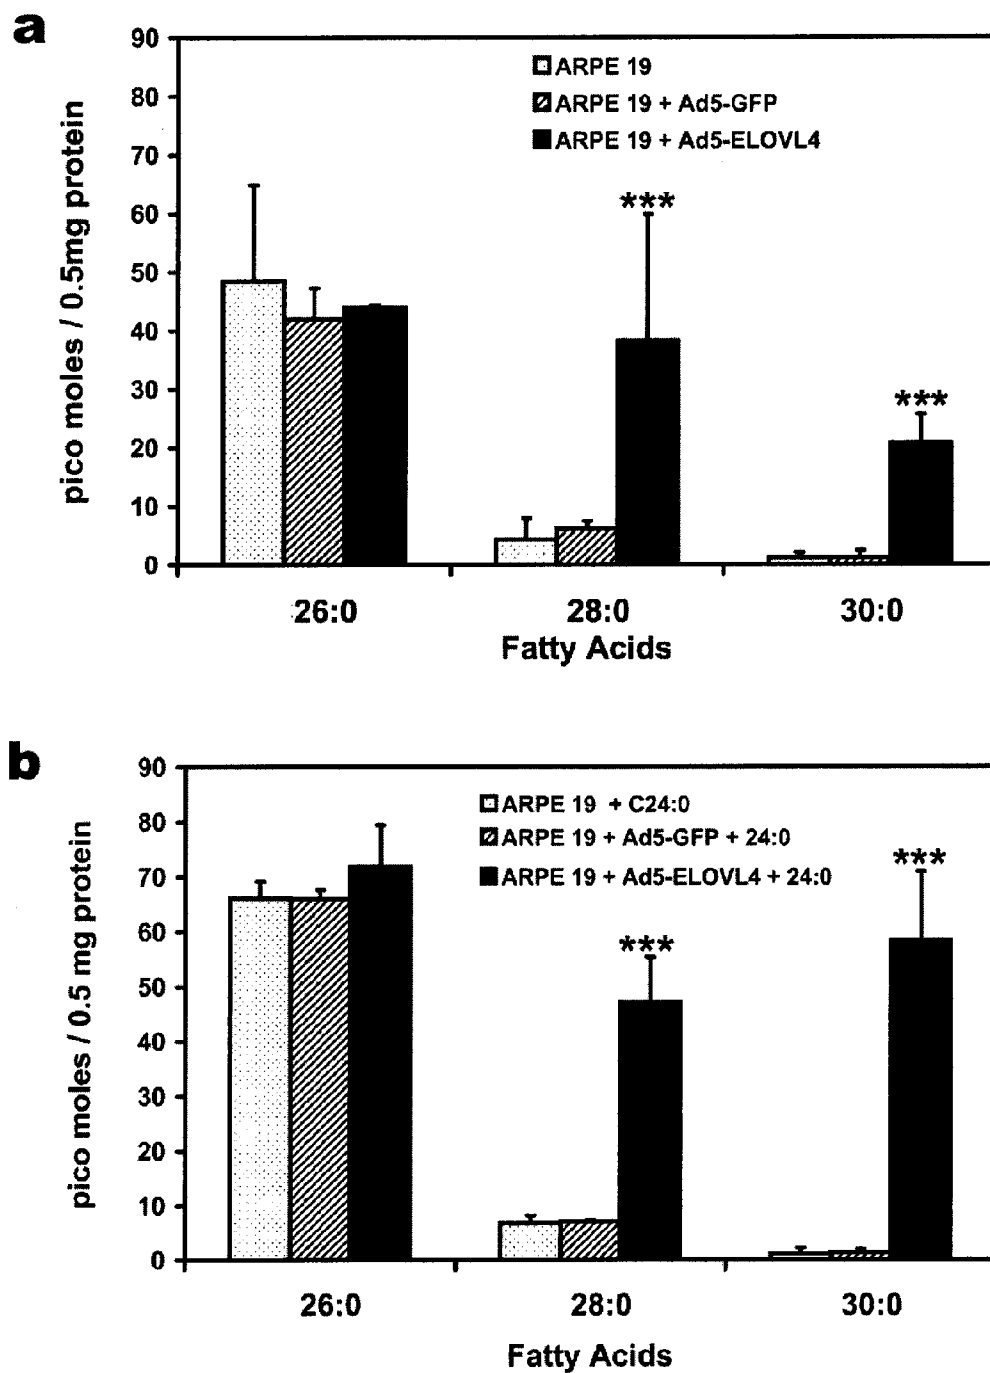 a
90
80
70
60
50
40
30
20
10
0
pico moles / 0.5mg protein
ARPE 19
ARPE 19 + Ad5-GFP
ARPE 19 + Ad5-ELOVL4
***
***
26:0 28:0 30:0
Fatty Acids
b
90
80
70
60
50
40
30
20
10
0
pico moles / 0.5 mg protein
ARPE 19 + C24:0
ARPE 19 + Ad5-GFP + 24:0
ARPE 19 + Ad5-ELOVL4 + 24:0
***
***
26:0 28:0 30:0
Fatty Acids